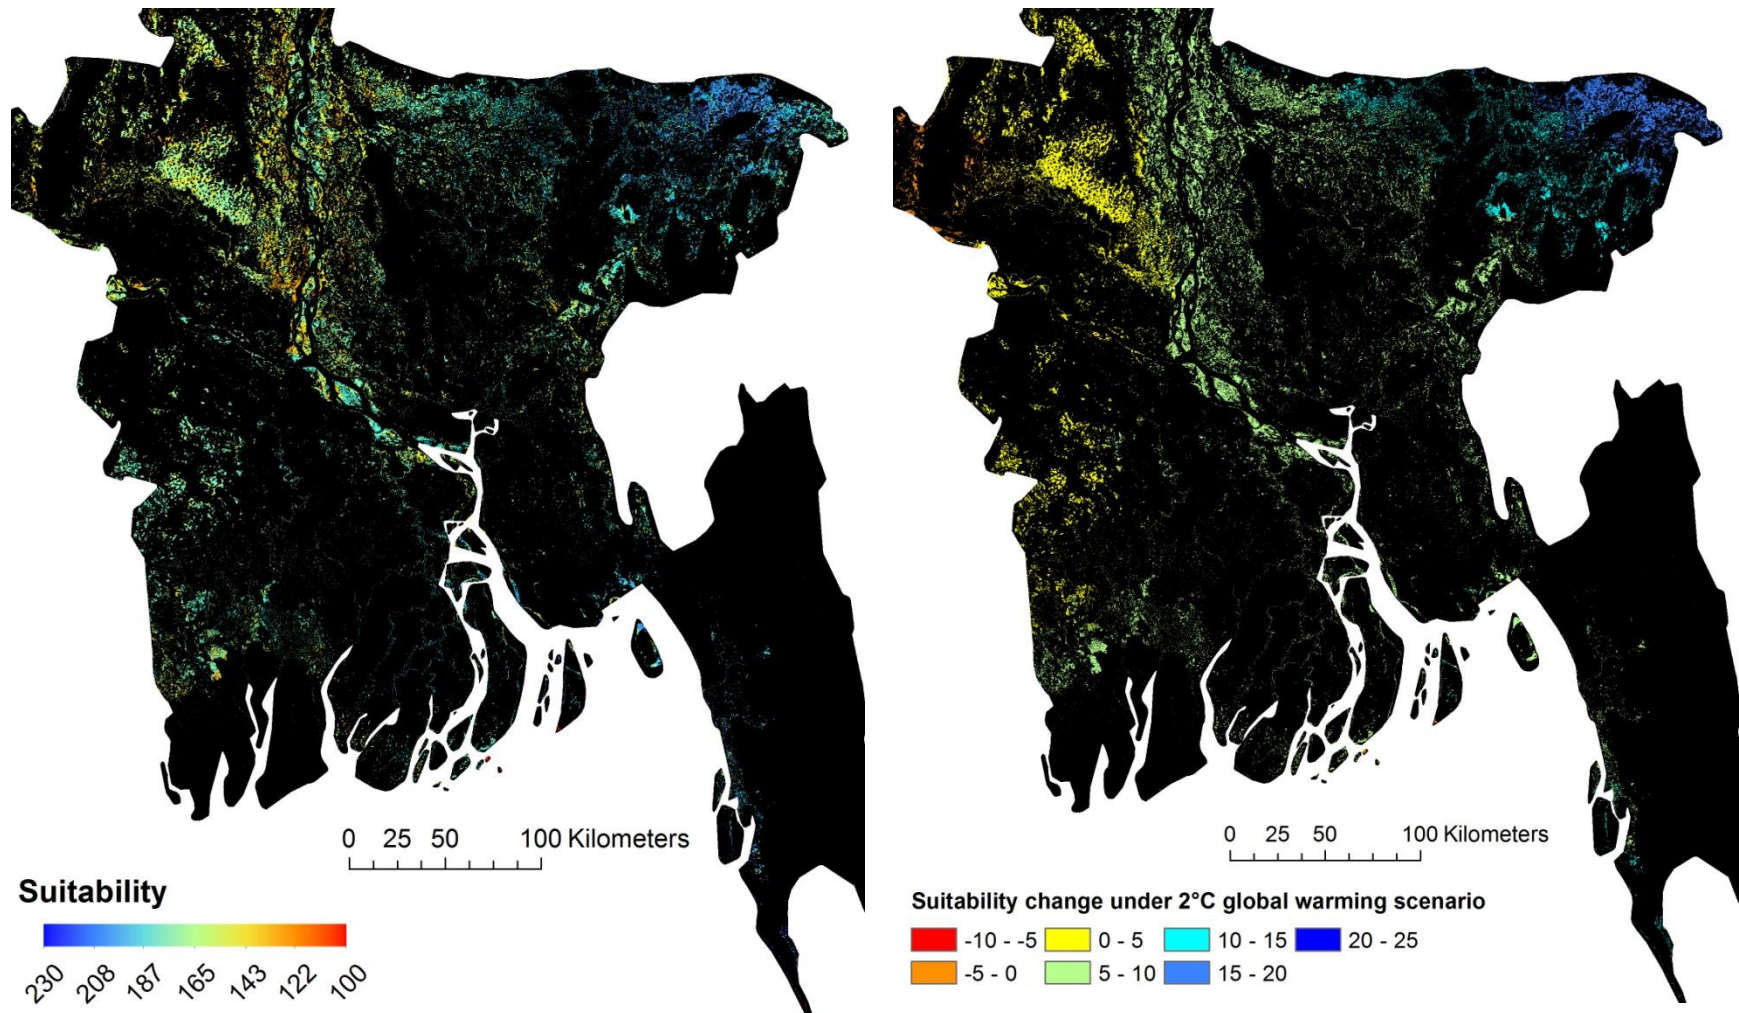 0 25 50 100 Kilometers
Suitability
230 208 187 165 143 122 100
0 25 50 100 Kilometers
Suitability change under 2°C global warming scenario
-10 - -5 0 - 5 10 - 15 20 - 25
-5 - 0 5 - 10 15 - 20